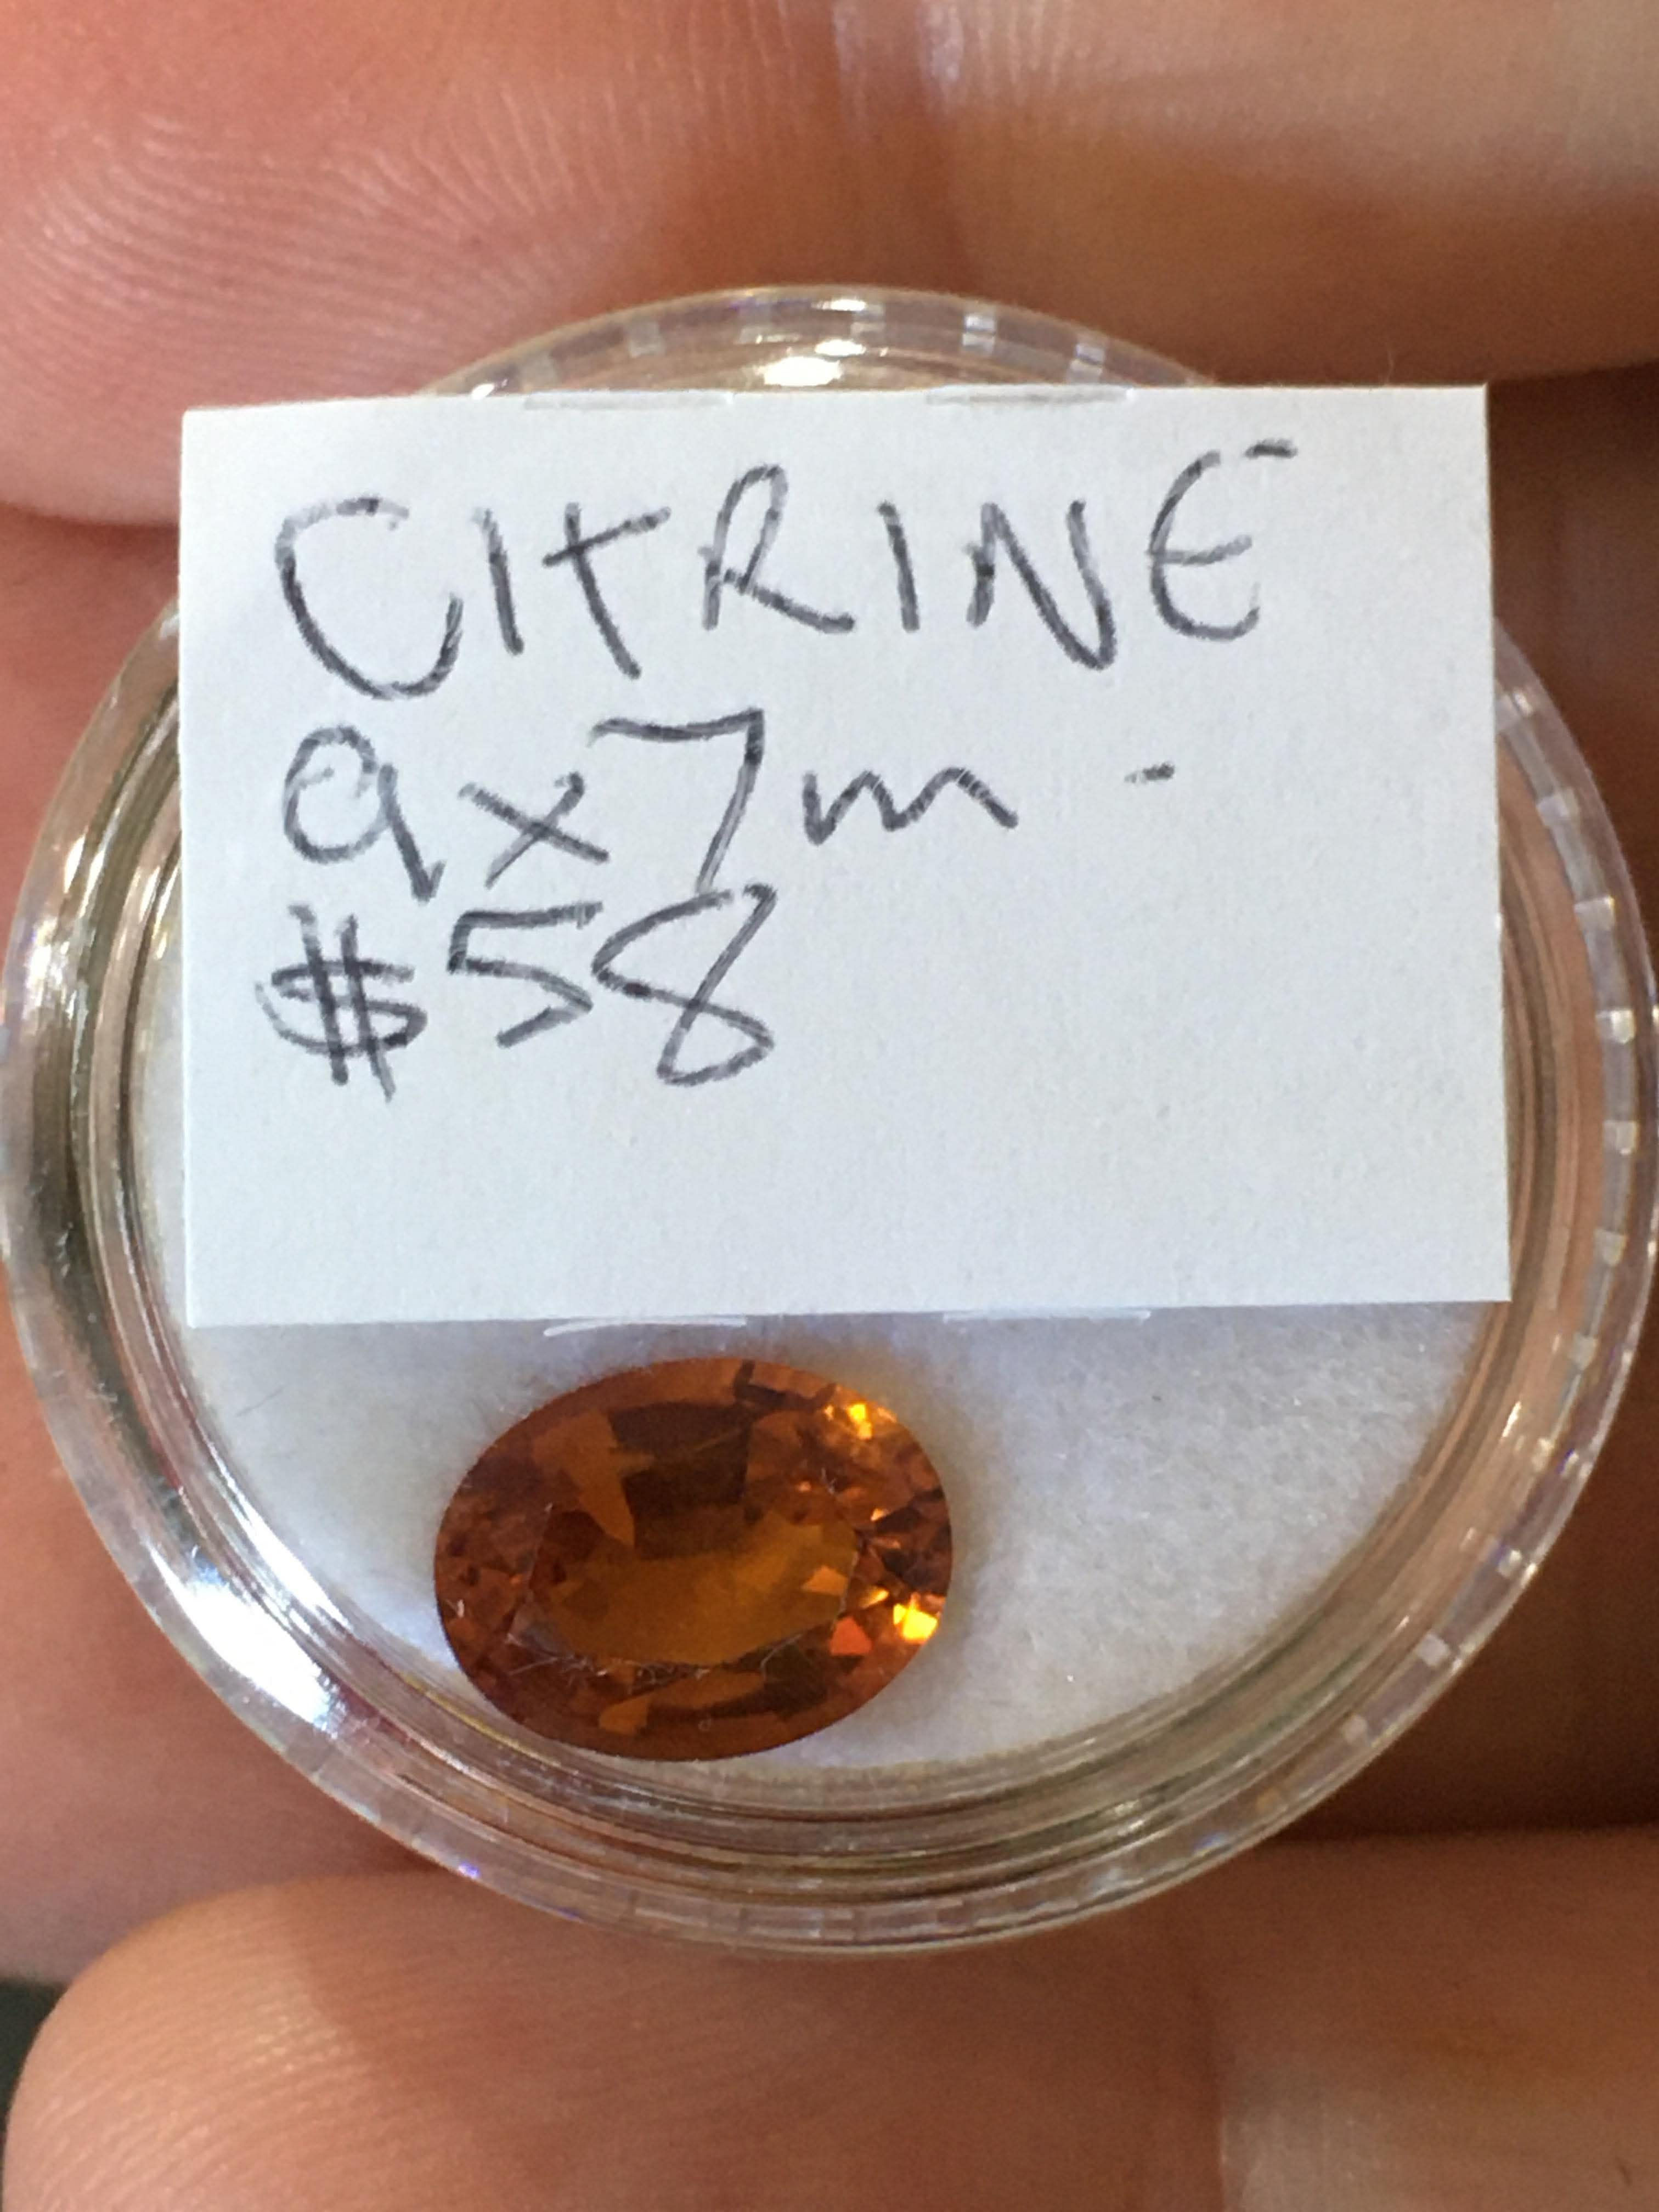 CITRINE
9x7m-
$58